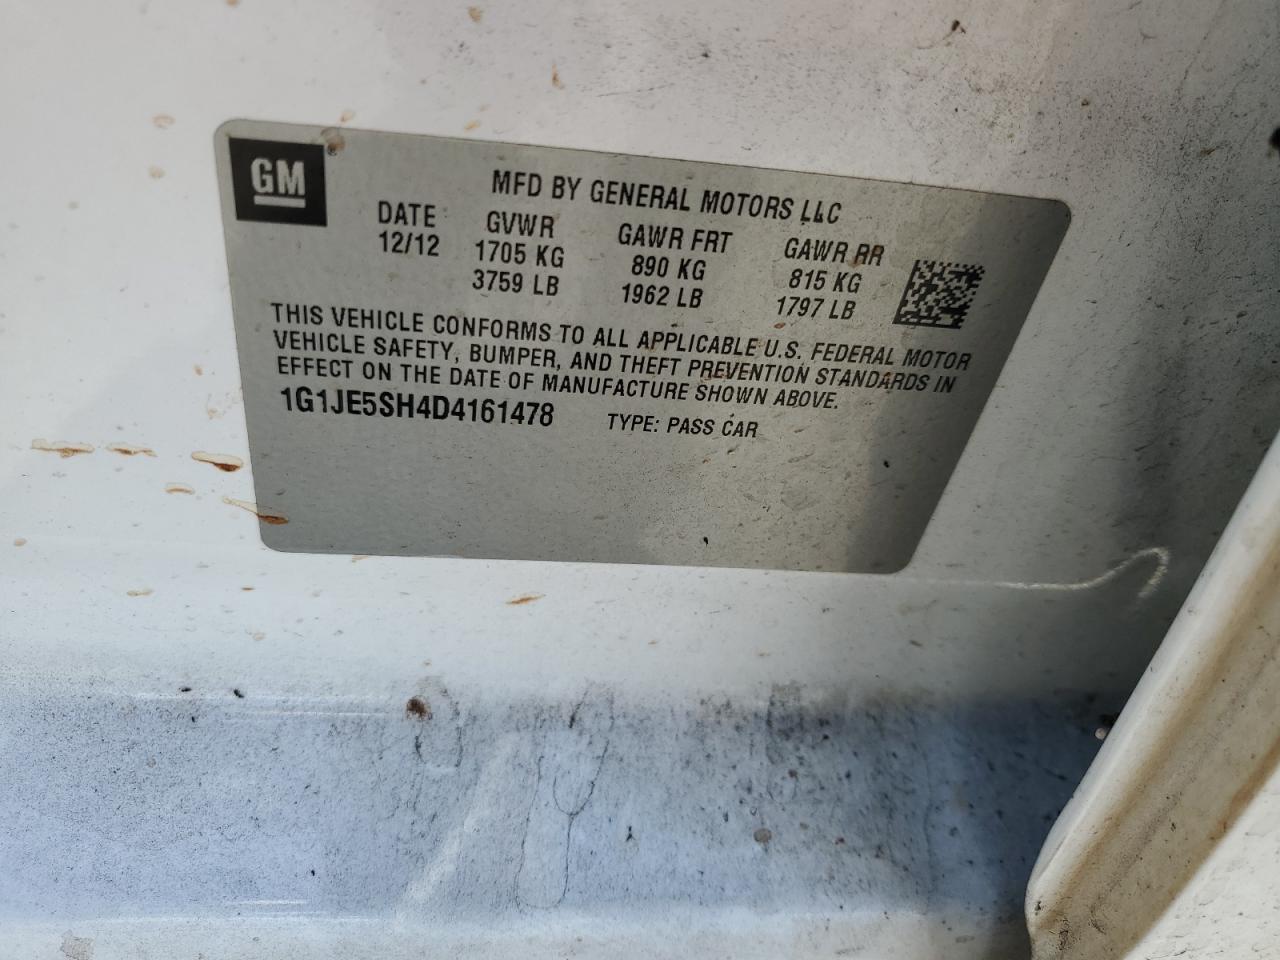 GM
MFD BY GENERAL MOTORS LLC
DATE GVWR GAWR FRT GAWR RR
12/12 1705 KG 890 KG 815 KG
3759 LB 1962 LB 1797 LB
THIS VEHICLE CONFORMS TO ALL APPLICABLE U.S. FEDERAL MOTOR
VEHICLE SAFETY, BUMPER, AND THEFT PREVENTION STANDARDS IN
EFFECT ON THE DATE OF MANUFACTURE SHOWN ABOVE.
1G1JE5SH4D4161478 TYPE: PASS CAR